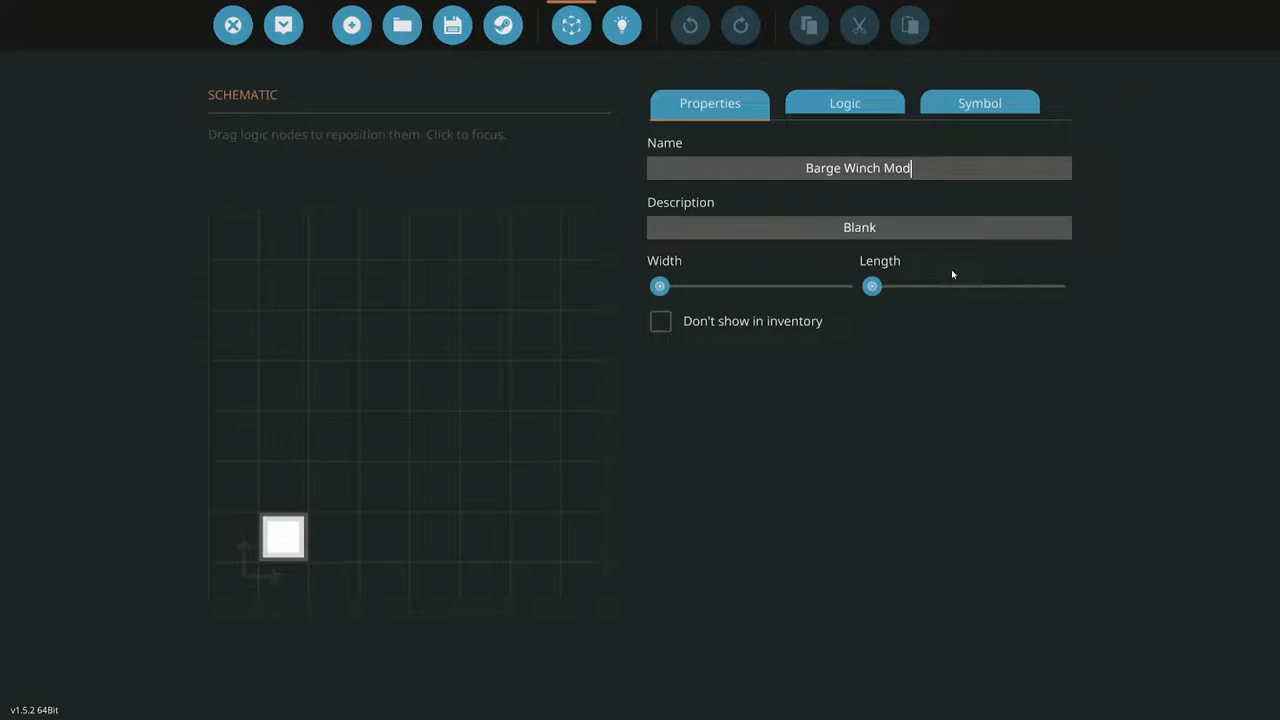 SCHEMATIC
Drag logic nodes to reposition them. Click to focus.
Properties
Logic
Symbol
Name
Barge Winch Mod
Description
Blank
Width
Length
Don't show in inventory
v1.5.2 64Bit